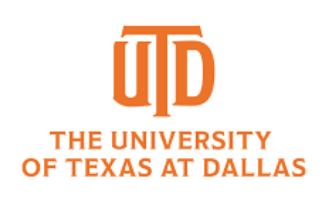 UTD
THE UNIVERSITY
OF TEXAS AT DALLAS